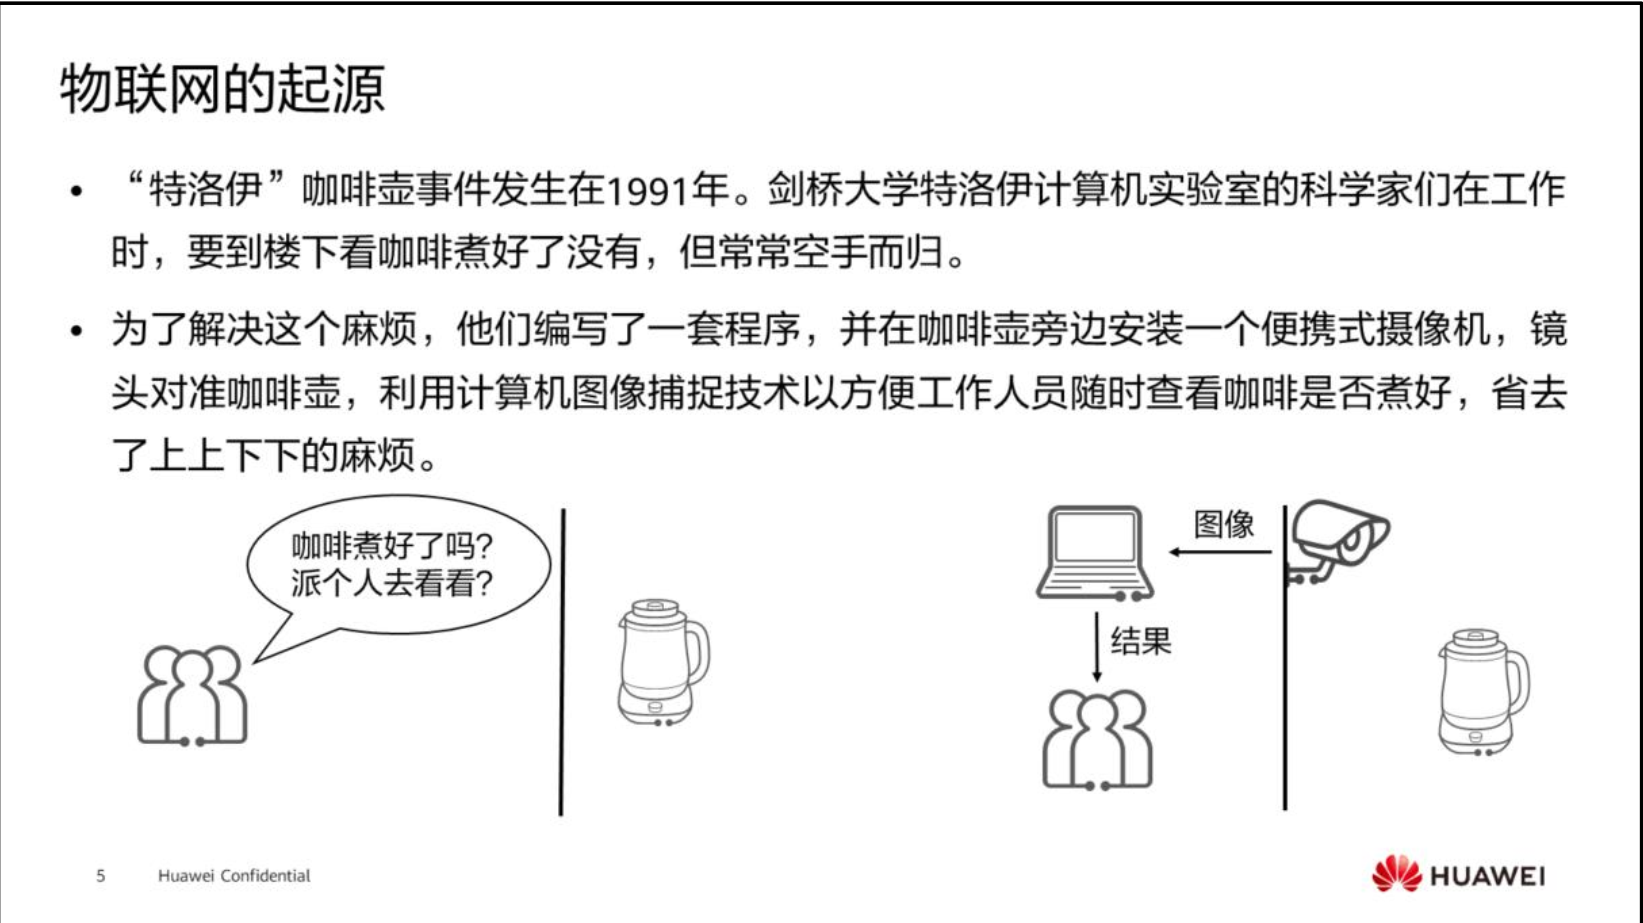 物联网的起源
• “特洛伊”咖啡壶事件发生在1991年。剑桥大学特洛伊计算机实验室的科学家们在工作
时，要到楼下看咖啡煮好了没有，但常常空手而归。
• 为了解决这个麻烦，他们编写了一套程序，并在咖啡壶旁边安装一个便携式摄像机，镜
头对准咖啡壶，利用计算机图像捕捉技术以方便工作人员随时查看咖啡是否煮好，省去
了上上下下的麻烦。
咖啡煮好了吗?
派个人去看看?
图像
结果
5 Huawei Confidential
HUAWEI